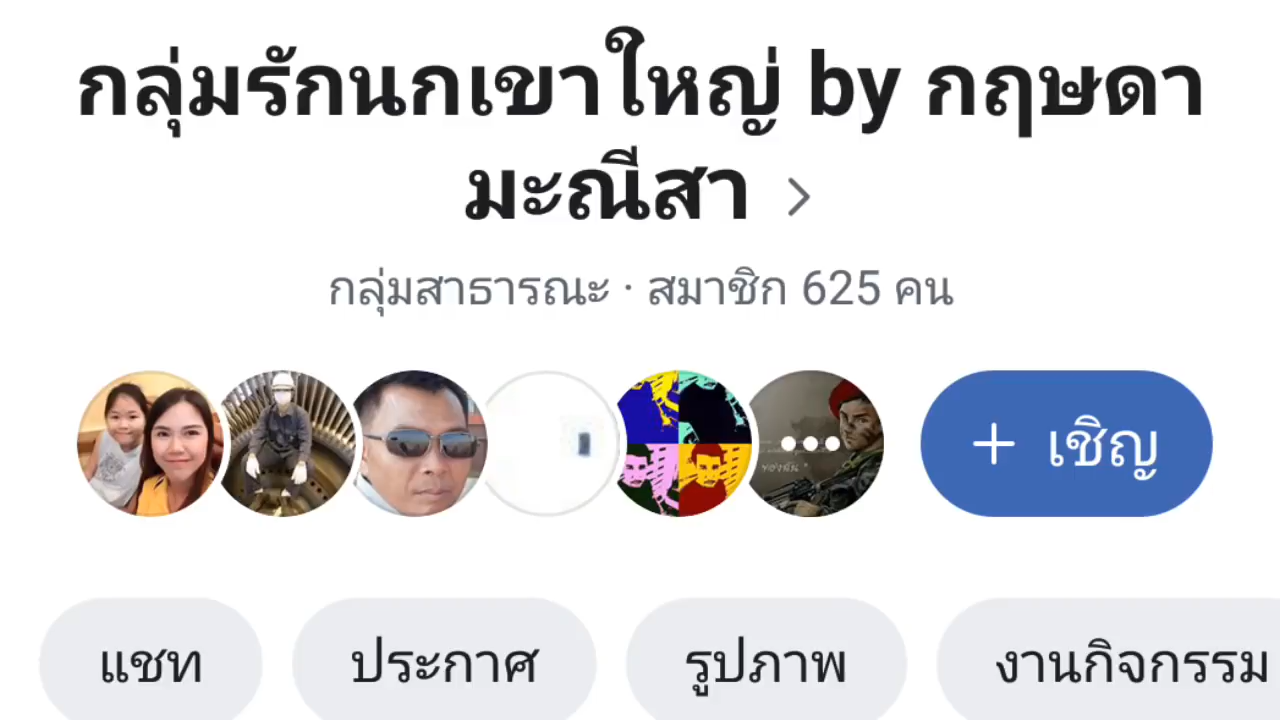 กลุ่มรักนกเขาใหญ่ by กฤษดา
มะณีสา
กลุ่มสาธารณะ · สมาชิก 625 คน
+ เชิญ
แชท ประกาศ รูปภาพ งานกิจกรรม